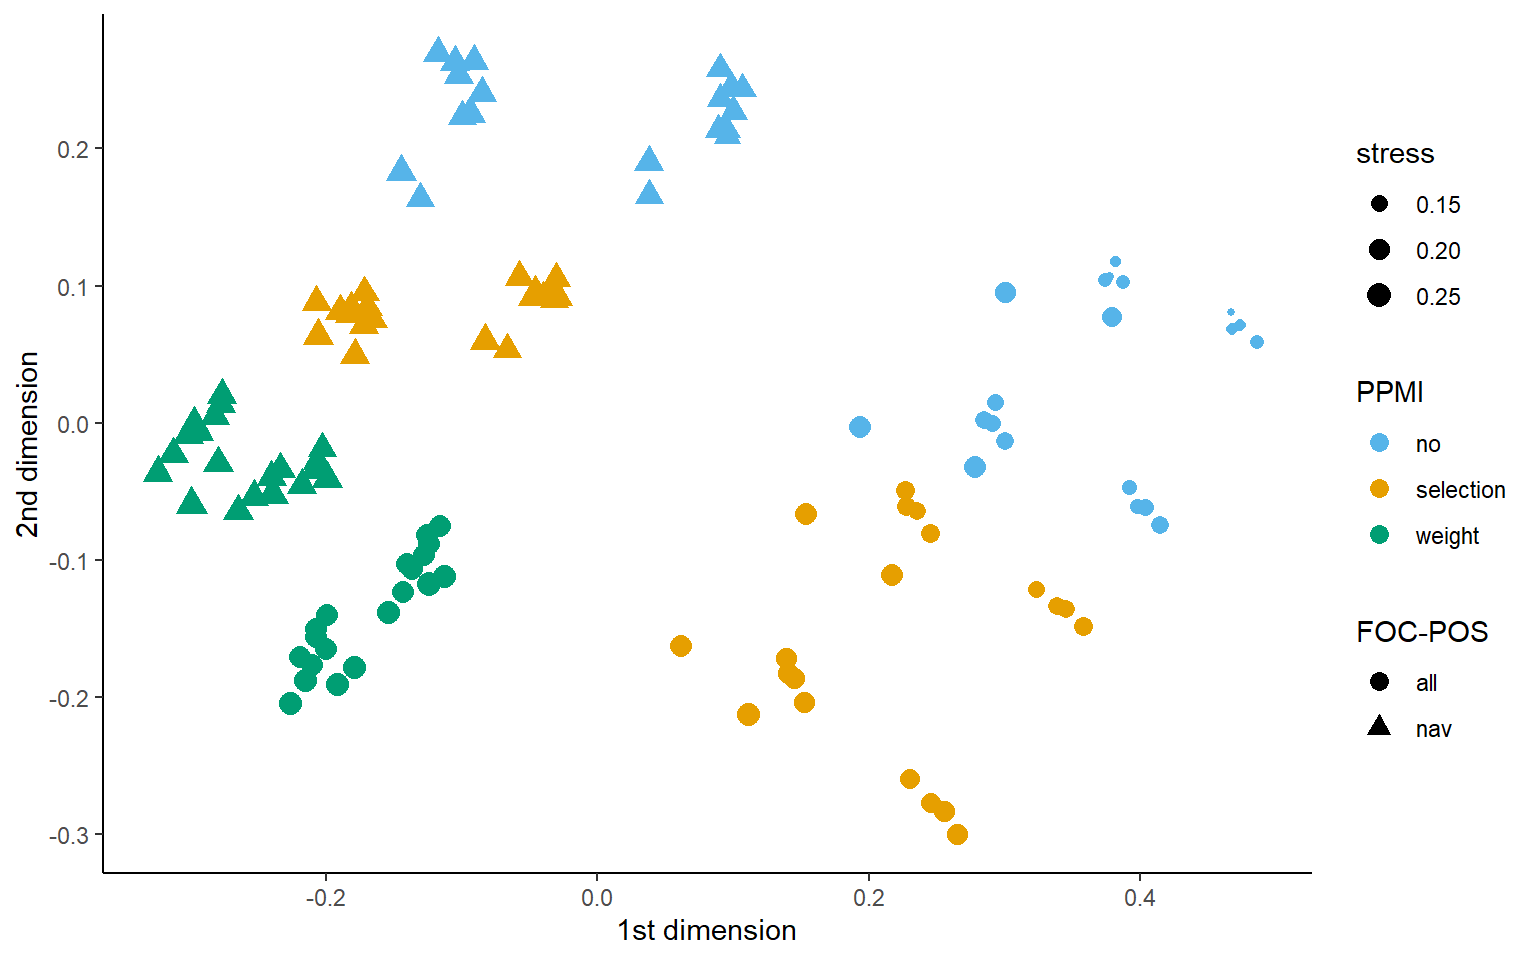 2nd dimension
0.2
0.1
0.0
-0.1
-0.2
-0.3
-0.2
0.0
0.2
0.4
1st dimension
stress
0.15
0.20
0.25
PPMI
no
selection
weight
FOC-POS
all
nav